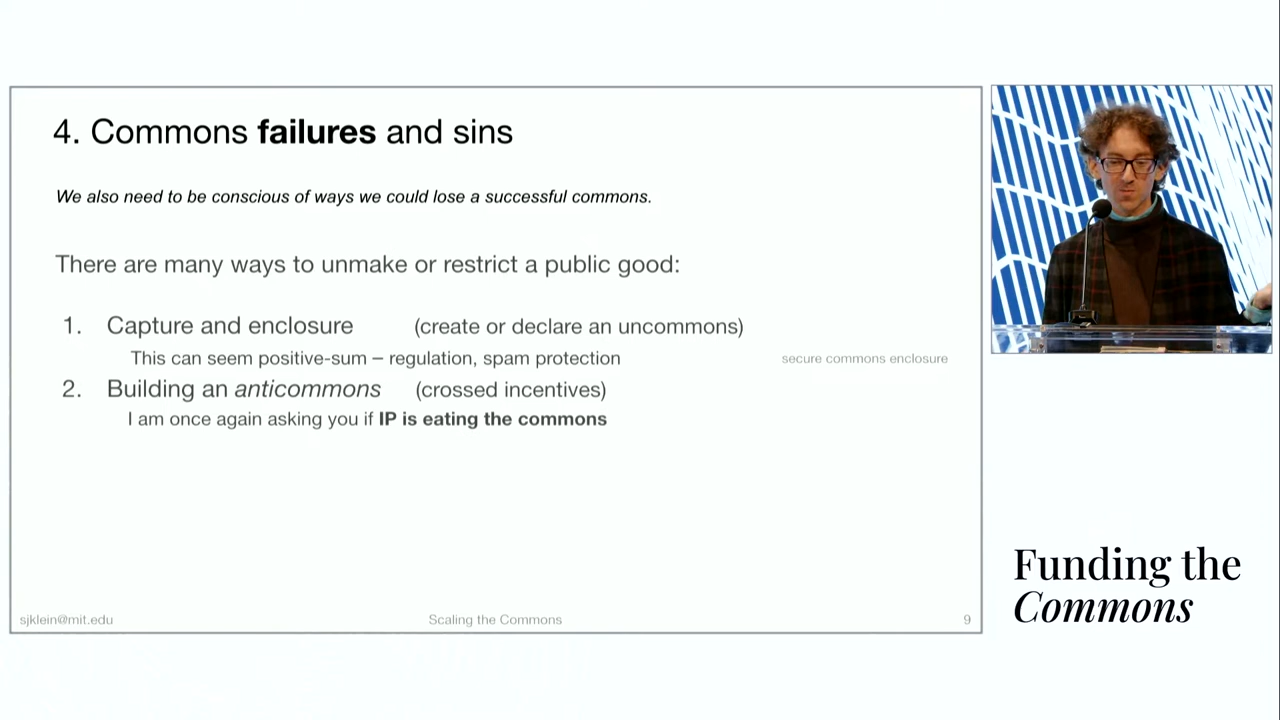 4. Commons failures and sins
We also need to be conscious of ways we could lose a successful commons.
There are many ways to unmake or restrict a public good:
1. Capture and enclosure (create or declare an uncommons)
This can seem positive-sum – regulation, spam protection secure commons enclosure
2. Building an anticommons (crossed incentives)
I am once again asking you if IP is eating the commons
sjklein@mit.edu Scaling the Commons 9
Funding the
Commons